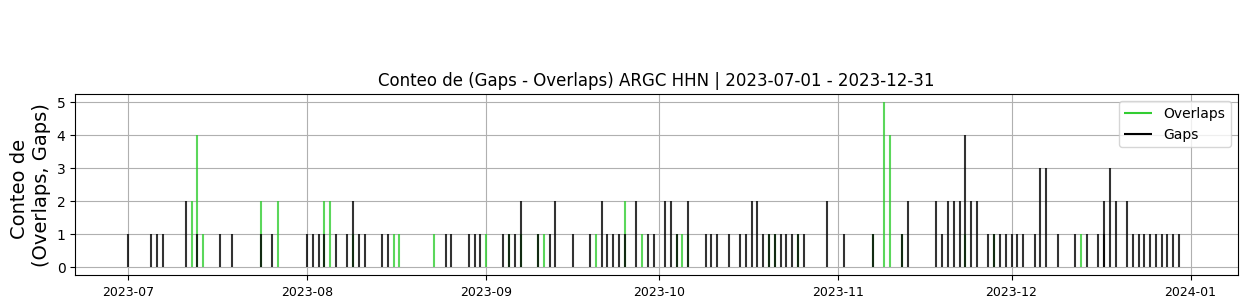 Conteo de (Gaps - Overlaps) ARGC HHN | 2023-07-01 - 2023-12-31
Conteo de
(Overlaps, Gaps)
5
4
3
2
1
0
Overlaps
Gaps
2023-07 2023-08 2023-09 2023-10 2023-11 2023-12 2024-01